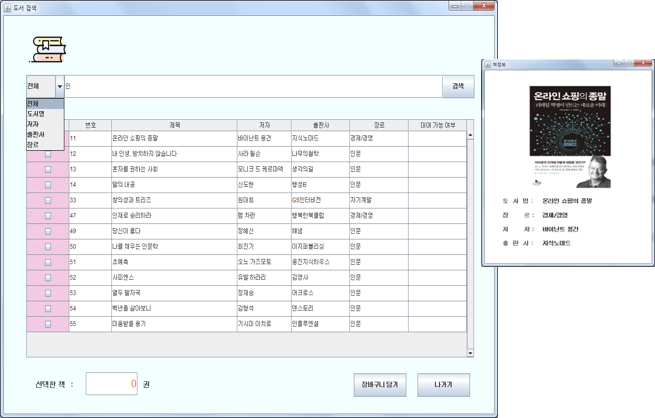 도서 검색
전체 인 검색
전체
도서명
저자
출판사
장르
번호 제목 저자 출판사 장르 대여 가능 여부
11 온라인 쇼핑의 종말 바이난트 용건 지식노마드 경제/경영
12 내 인생, 방치하지 않습니다 사라 윌슨 나무의철학 인문
13 혼자를 권하는 사회 모니크 드 케르마덱 생각의길 인문
14 말의 내공 신도현 행성B 인문
33 창의성과 트리즈 원대희 GS인터비전 자기계발
47 인재로 승리하라 램 차란 행복한북클럽 경제/경영
49 당신이 옳다 정혜신 해냄 인문
50 나를 채우는 인문학 최진기 이지퍼블리싱 인문
51 초예측 오노 가즈모토 웅진지식하우스 인문
52 사피엔스 유발 하라리 김영사 인문
53 열두 발자국 정재승 어크로스 인문
54 백년을 살아보니 김형석 덴스토리 인문
55 미움받을 용기 기시미 이치로 인플루엔셜 인문
선택한 책 : 0 권 장바구니 담기 나가기
책정보
온라인 쇼핑의 종말
도 서 명 : 온라인 쇼핑의 종말
장 르 : 경제/경영
저 자 : 바이난트 용건
출 판 사 : 지식노마드